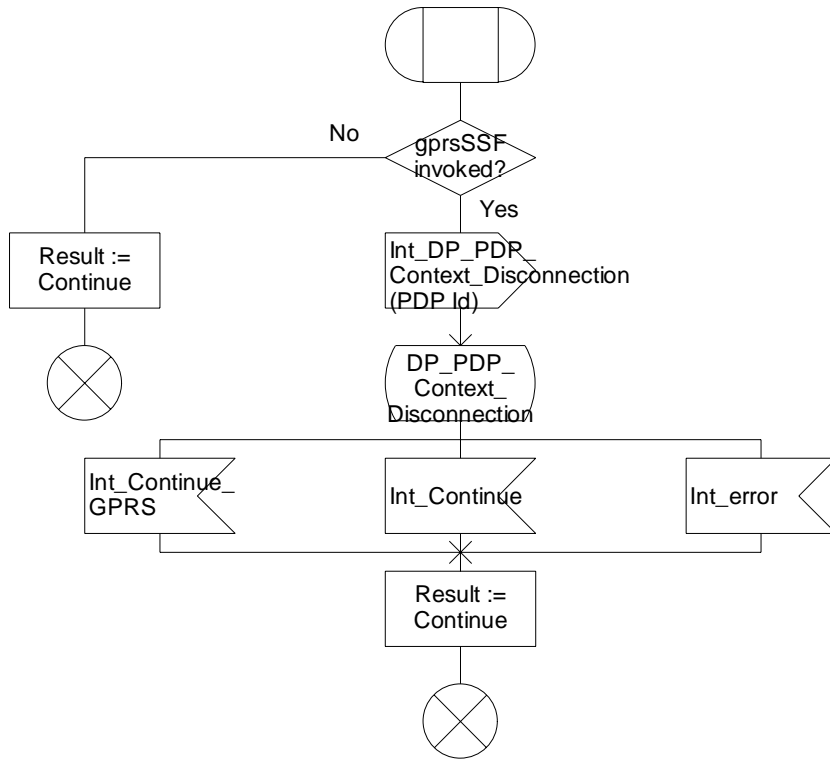 No
gprsSSF
invoked?
Yes
Result :=
Continue
Int_DP_PDP_
Context_Disconnection
(PDP Id)
DP_PDP_
Context_
Disconnection
Int_Continue_
GPRS
Int_Continue
Int_error
Result :=
Continue